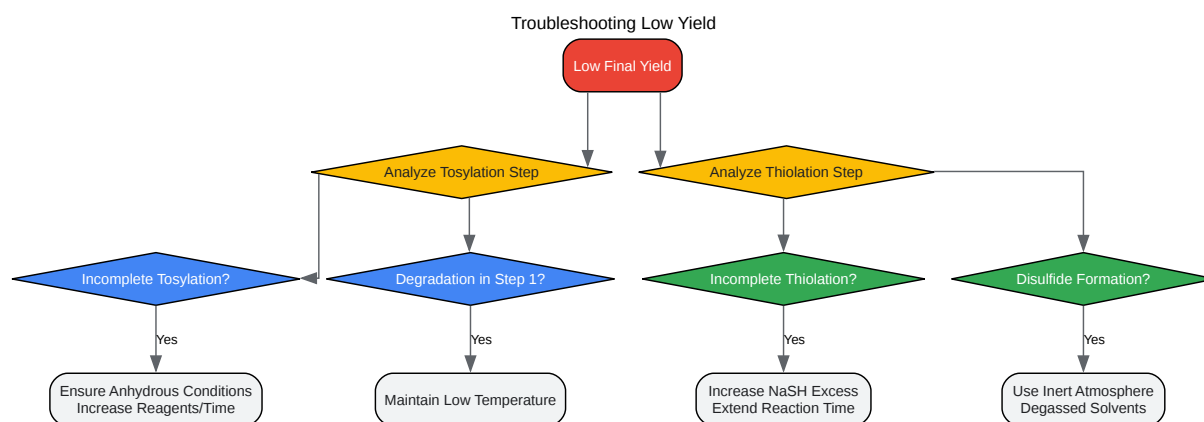 Troubleshooting Low Yield
Low Final Yield
Analyze Tosylation Step
Analyze Thiolation Step
Incomplete Tosylation?
Degradation in Step 1?
Incomplete Thiolation?
Disulfide Formation?
Yes
Yes
Yes
Yes
Ensure Anhydrous Conditions
Increase Reagents/Time
Maintain Low Temperature
Increase NaSH Excess
Extend Reaction Time
Use Inert Atmosphere
Degassed Solvents